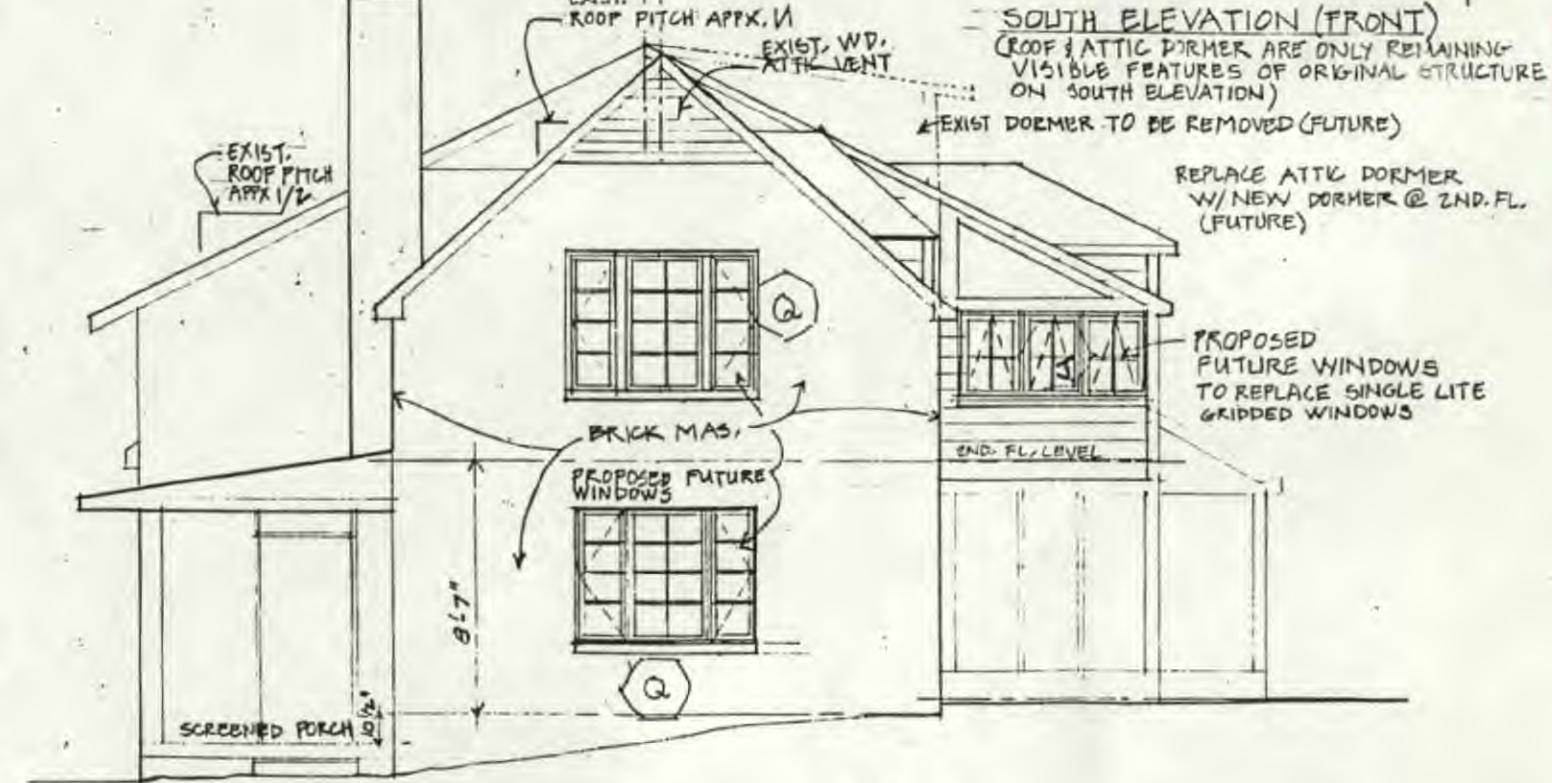 ROOF PITCH APPX. 1/1
EXIST. WD.
ATTIC VENT
SOUTH ELEVATION (FRONT)
(ROOF & ATTIC DORMER ARE ONLY REMAINING
VISIBLE FEATURES OF ORIGINAL STRUCTURE
ON SOUTH ELEVATION)
EXIST DORMER TO BE REMOVED (FUTURE)
EXIST.
ROOF PITCH
APPX 1/2
REPLACE ATTIC DORMER
W/ NEW DORMER @ 2ND. FL.
(FUTURE)
Q
PROPOSED
FUTURE WINDOWS
TO REPLACE SINGLE LITE
GRIDDED WINDOWS
BRICK MAS.
2ND. FL. LEVEL
PROPOSED FUTURE
WINDOWS
8'-7"
Q
SCREENED PORCH